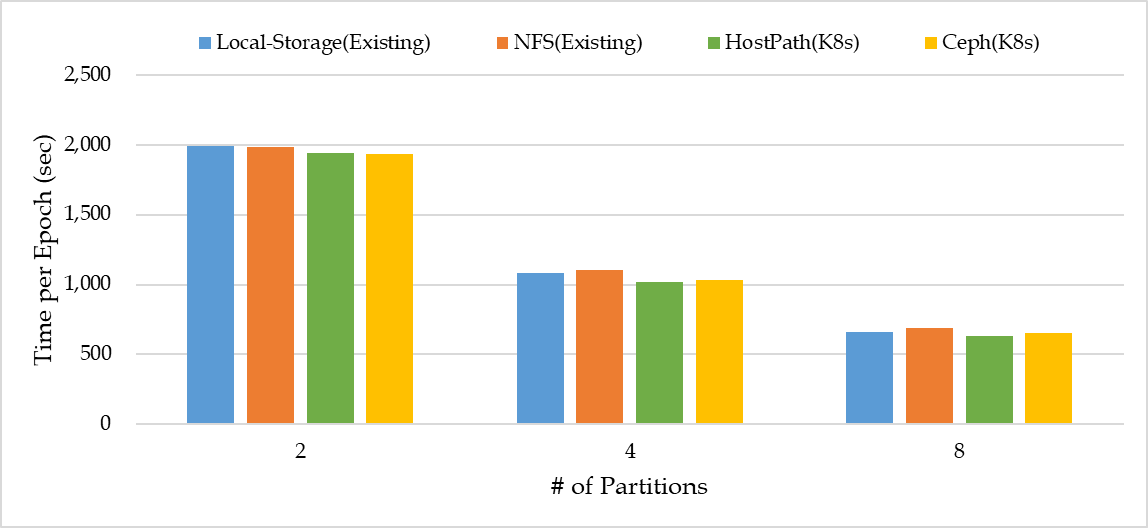 Local-Storage(Existing) NFS(Existing) HostPath(K8s) Ceph(K8s)
2,500
2,000
1,500
1,000
500
0
Time per Epoch (sec)
2 4 8
# of Partitions